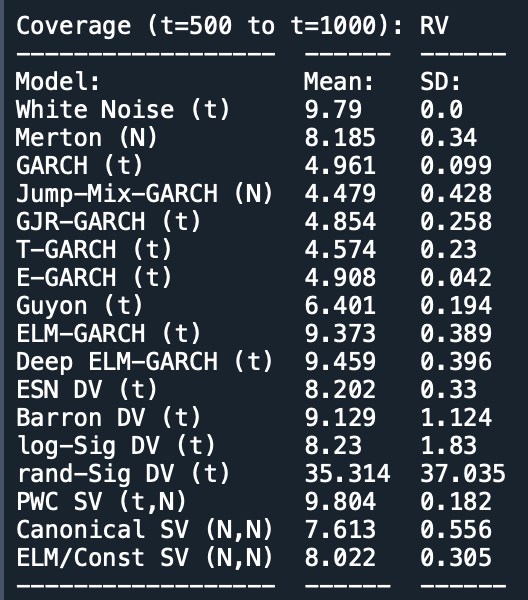 Coverage (t=500 to t=1000): RV
------------------ ------ ------
Model: Mean: SD:
White Noise (t) 9.79 0.0
Merton (N) 8.185 0.34
GARCH (t) 4.961 0.099
Jump-Mix-GARCH (N) 4.479 0.428
GJR-GARCH (t) 4.854 0.258
T-GARCH (t) 4.574 0.23
E-GARCH (t) 4.908 0.042
Guyon (t) 6.401 0.194
ELM-GARCH (t) 9.373 0.389
Deep ELM-GARCH (t) 9.459 0.396
ESN DV (t) 8.202 0.33
Barron DV (t) 9.129 1.124
log-Sig DV (t) 8.23 1.83
rand-Sig DV (t) 35.314 37.035
PWC SV (t,N) 9.804 0.182
Canonical SV (N,N) 7.613 0.556
ELM/Const SV (N,N) 8.022 0.305
------------------ ------ ------